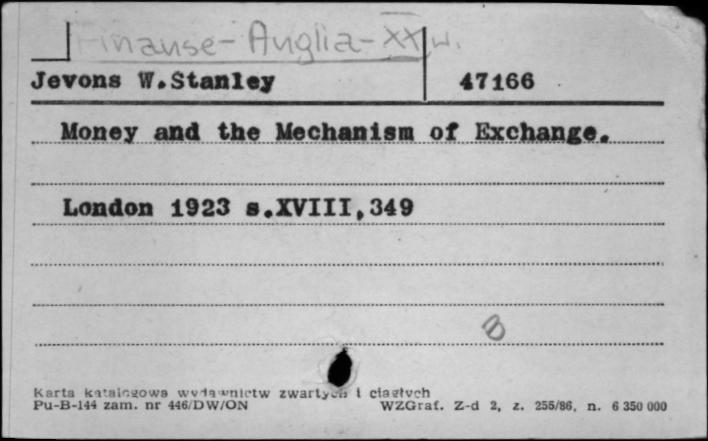 Finanse - Anglia - XX w.
Jevons W.Stanley 47166
Money and the Mechanism of Exchange.
London 1923 s.XVIII,349
B
Karta katalogowa wydawnictw zwartych i ciągłych
Pu-B-144 zam. nr 446/DW/ON WZGraf. Z-d 2, z. 255/86, n. 6 350 000